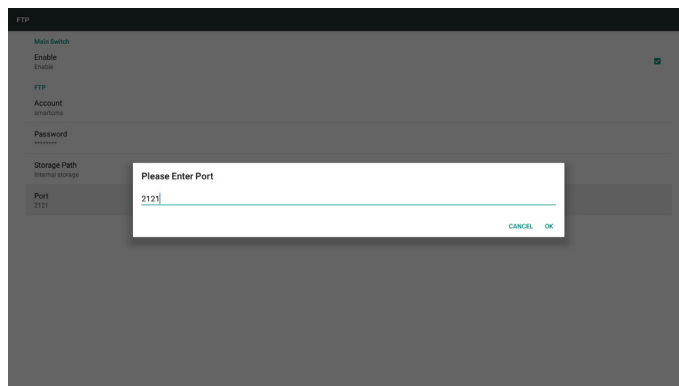 FTP
Main Switch
Enable
Enable
FTP
Account
smartcms
Password
********
Storage Path
Internal storage
Port
2121
Please Enter Port
2121
CANCEL OK